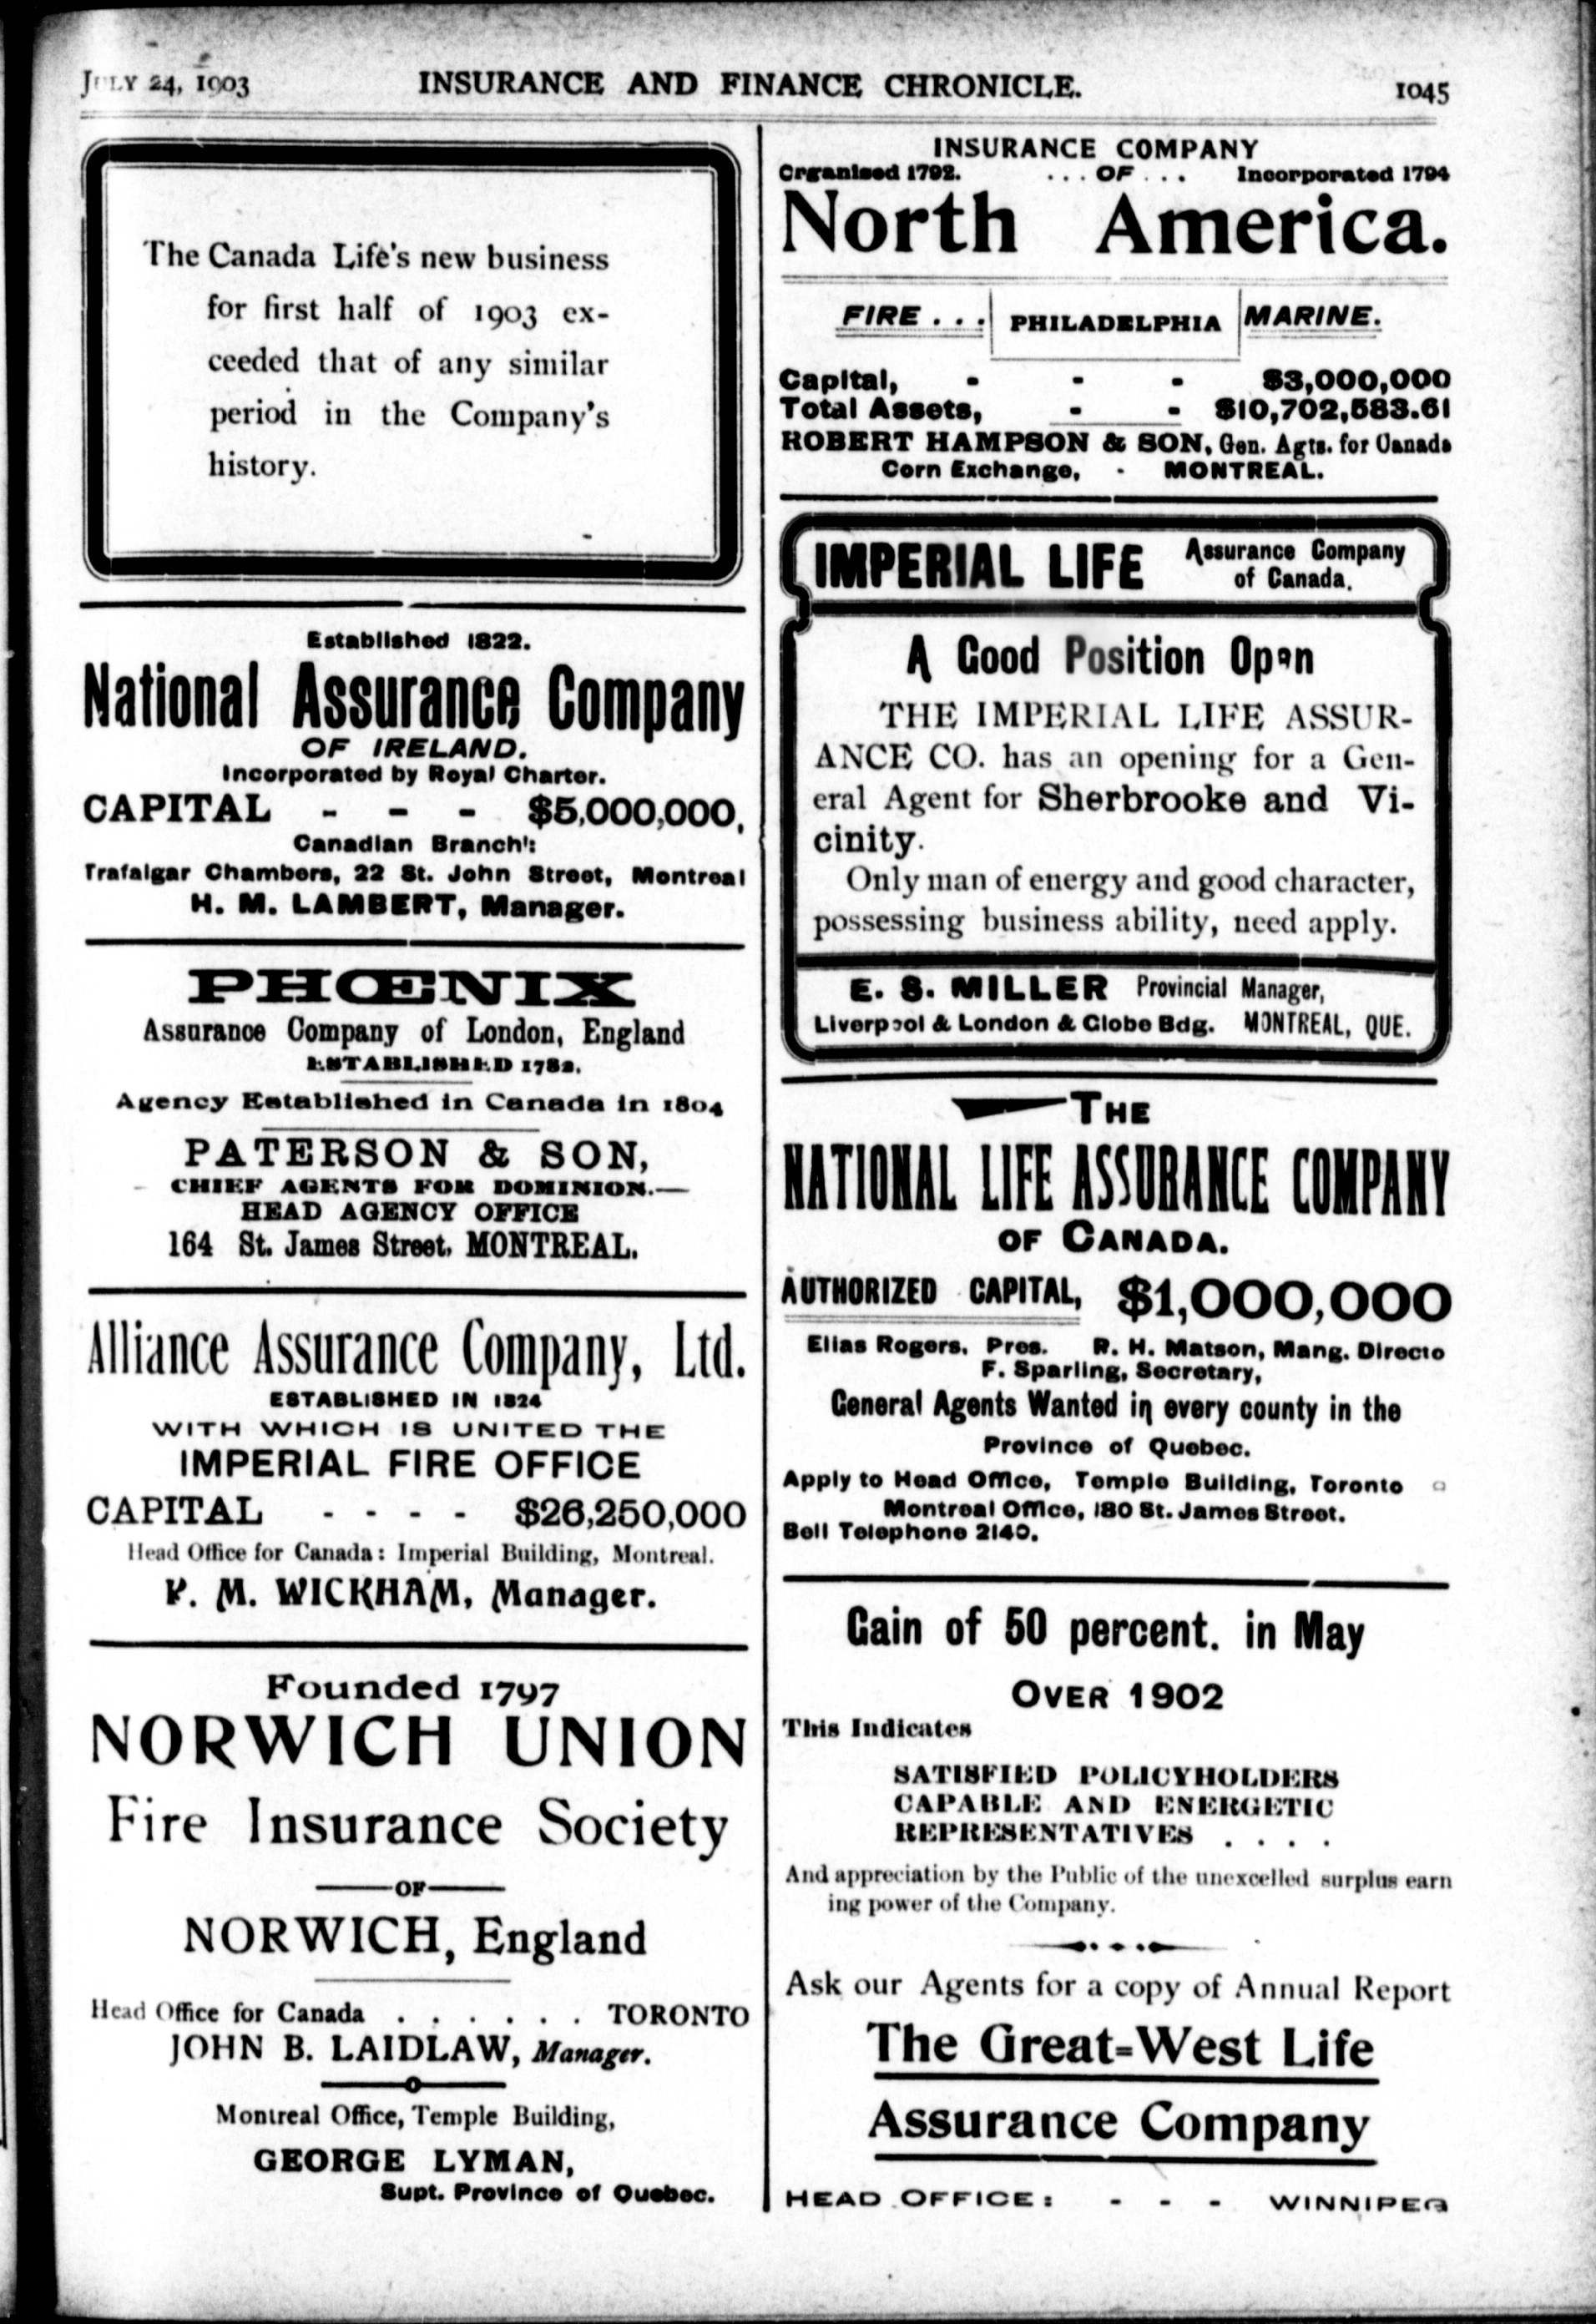 JULY 24, 1903 INSURANCE AND FINANCE CHRONICLE. 1045
The Canada Life's new business
for first half of 1903 ex-
ceeded that of any similar
period in the Company's
history.
Established 1822.
National Assurance Company
OF IRELAND.
Incorporated by Royal Charter.
CAPITAL - - - $5,000,000,
Canadian Branch':
Trafalgar Chambers, 22 St. John Street, Montreal
H. M. LAMBERT, Manager.
PHŒNIX
Assurance Company of London, England
ESTABLISHED 1782.
Agency Established in Canada in 1804
PATERSON & SON,
CHIEF AGENTS FOR DOMINION.—
HEAD AGENCY OFFICE
164 St. James Street, MONTREAL.
Alliance Assurance Company, Ltd.
ESTABLISHED IN 1824
WITH WHICH IS UNITED THE
IMPERIAL FIRE OFFICE
CAPITAL - - - - $26,250,000
Head Office for Canada: Imperial Building, Montreal.
P. M. WICKHAM, Manager.
Founded 1797
NORWICH UNION
Fire Insurance Society
—OF—
NORWICH, England
Head Office for Canada . . . . . . TORONTO
JOHN B. LAIDLAW, Manager.
Montreal Office, Temple Building,
GEORGE LYMAN,
Supt. Province of Quebec.
INSURANCE COMPANY
Organised 1792. ... OF ... Incorporated 1794
North America.
FIRE . . . PHILADELPHIA MARINE.
Capital, - - - $3,000,000
Total Assets, - - $10,702,583.61
ROBERT HAMPSON & SON, Gen. Agts. for Canada
Corn Exchange, - MONTREAL.
IMPERIAL LIFE Assurance Company
of Canada.
A Good Position Open
THE IMPERIAL LIFE ASSUR-
ANCE CO. has an opening for a Gen-
eral Agent for Sherbrooke and Vi-
cinity.
Only man of energy and good character,
possessing business ability, need apply.
E. S. MILLER Provincial Manager,
Liverpool & London & Globe Bdg. MONTREAL, QUE.
THE
NATIONAL LIFE ASSURANCE COMPANY
OF CANADA.
AUTHORIZED CAPITAL, $1,000,000
Elias Rogers, Pres. R. H. Matson, Mang. Directo
F. Sparling, Secretary,
General Agents Wanted in every county in the
Province of Quebec.
Apply to Head Office, Temple Building, Toronto
Montreal Office, 180 St. James Street.
Bell Telephone 2140.
Gain of 50 percent. in May
OVER 1902
This Indicates
SATISFIED POLICYHOLDERS
CAPABLE AND ENERGETIC
REPRESENTATIVES . . . .
And appreciation by the Public of the unexcelled surplus earn
ing power of the Company.
Ask our Agents for a copy of Annual Report
The Great-West Life
Assurance Company
HEAD OFFICE: - - - WINNIPEG